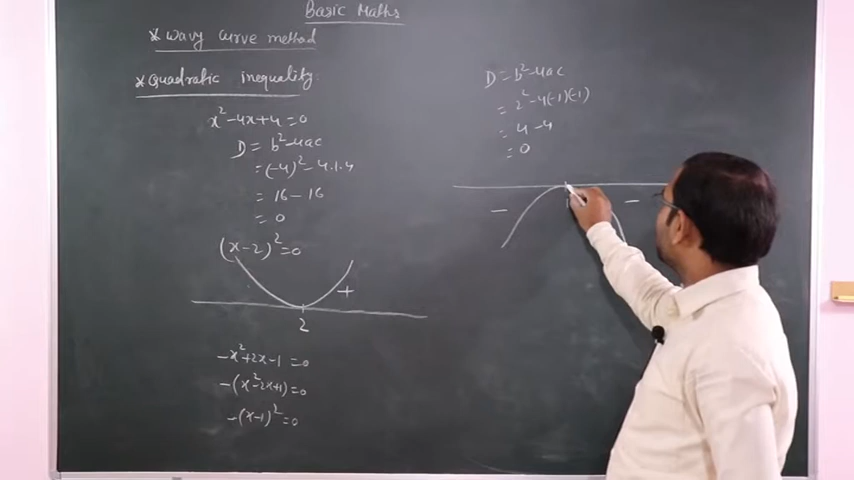 Basic Maths
* Wavy curve method
* Quadratic inequality:
x²-4x+4=0
D = b²-4ac
= (-4)²-4.1.4
= 16-16
= 0
(x-2)²=0
+
2
-x²+2x-1=0
-(x²-2x+1)=0
-(x-1)²=0
D = b²-4ac
= 2²-4(-1)(-1)
= 4-4
= 0
- -